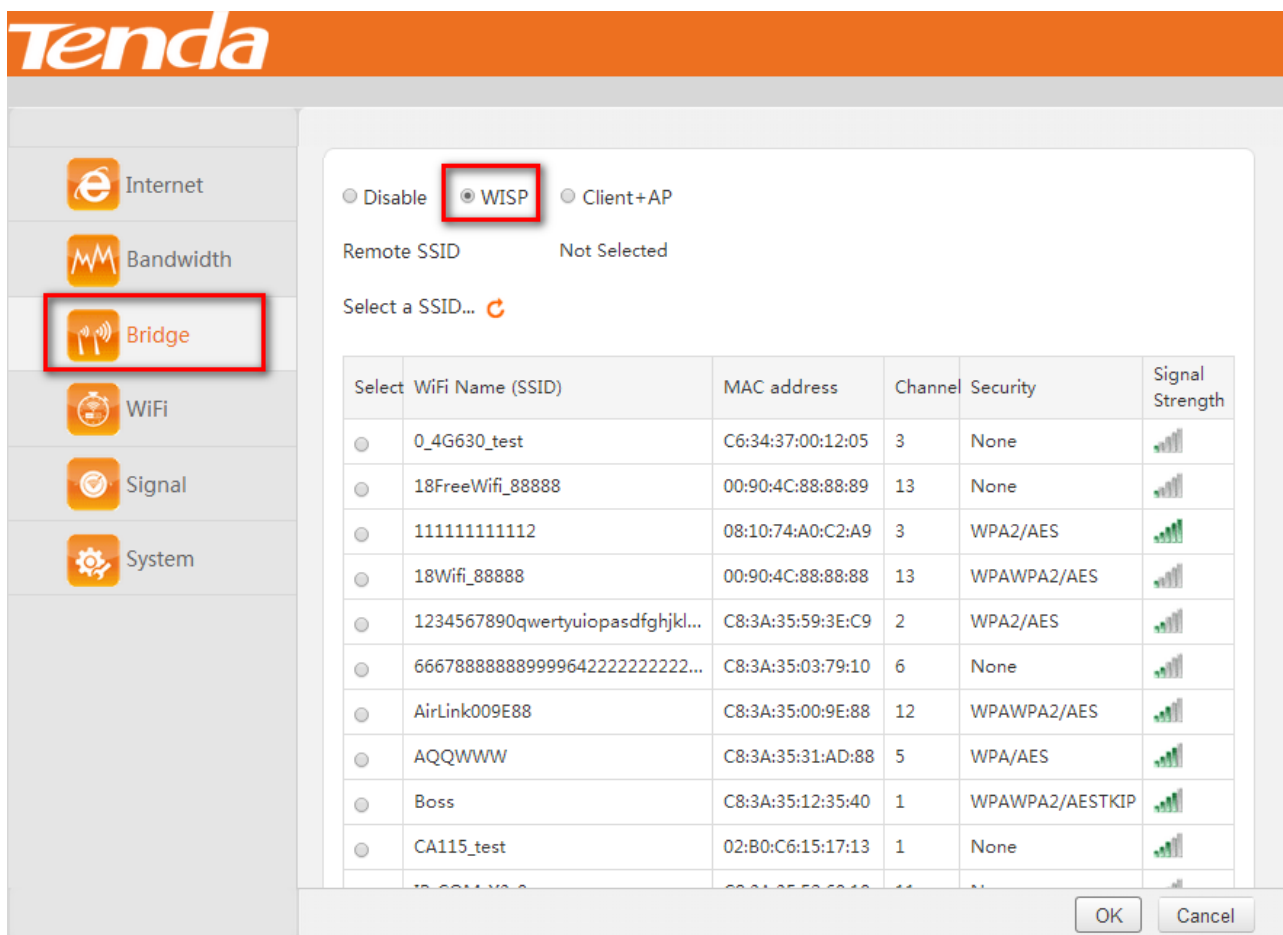 Tenda
Internet
Bandwidth
Bridge
WiFi
Signal
System
Disable WISP Client+AP
Remote SSID Not Selected
Select a SSID...
Select WiFi Name (SSID) MAC address Channel Security Signal Strength
0_4G630_test C6:34:37:00:12:05 3 None
18FreeWifi_88888 00:90:4C:88:88:89 13 None
111111111112 08:10:74:A0:C2:A9 3 WPA2/AES
18Wifi_88888 00:90:4C:88:88:88 13 WPAWPA2/AES
1234567890qwertyuiopasdfghjkl... C8:3A:35:59:3E:C9 2 WPA2/AES
6667888888899996422222222222... C8:3A:35:03:79:10 6 None
AirLink009E88 C8:3A:35:00:9E:88 12 WPAWPA2/AES
AQQWWW C8:3A:35:31:AD:88 5 WPA/AES
Boss C8:3A:35:12:35:40 1 WPAWPA2/AESTKIP
CA115_test 02:B0:C6:15:17:13 1 None
OK Cancel